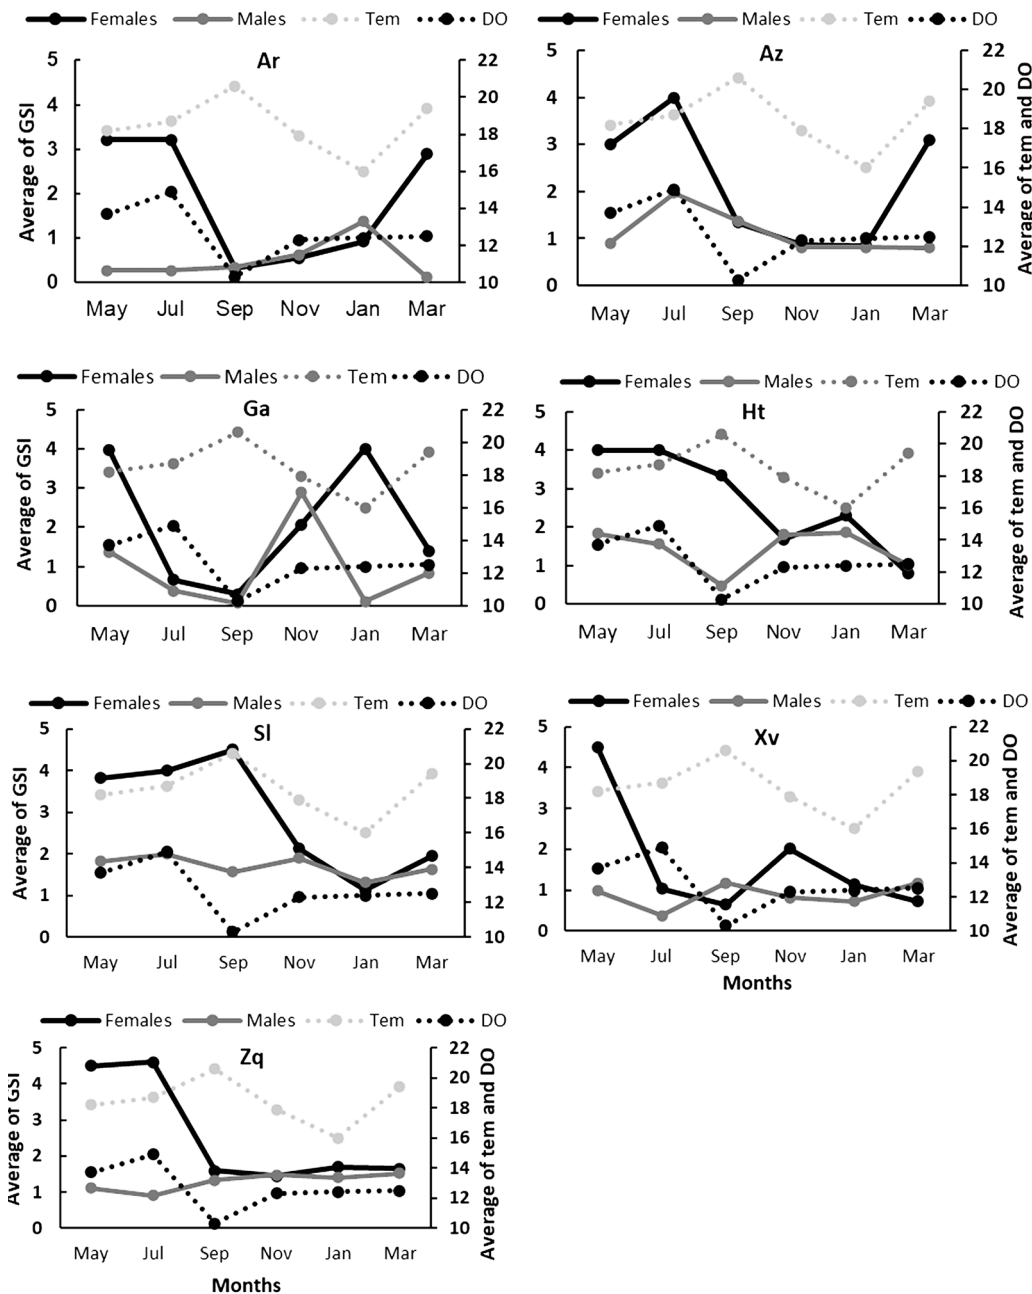 Females Males Tem DO
Ar
5
4
3
2
1
0
22
20
18
16
14
12
10
Average of GSI
May Jul Sep Nov Jan Mar
Females Males Tem DO
Az
5
4
3
2
1
0
22
20
18
16
14
12
10
Average of tem and DO
May Jul Sep Nov Jan Mar
Females Males Tem DO
Ga
5
4
3
2
1
0
22
20
18
16
14
12
10
Average of GSI
May Jul Sep Nov Jan Mar
Females Males Tem DO
Ht
5
4
3
2
1
0
22
20
18
16
14
12
10
Average of tem and DO
May Jul Sep Nov Jan Mar
Females Males Tem DO
Sl
5
4
3
2
1
0
22
20
18
16
14
12
10
Average of GSI
May Jul Sep Nov Jan Mar
Females Males Tem DO
Xv
5
4
3
2
1
0
22
20
18
16
14
12
10
Average of tem and DO
May Jul Sep Nov Jan Mar
Months
Females Males Tem DO
Zq
5
4
3
2
1
0
22
20
18
16
14
12
10
Average of GSI
Average of tem and DO
May Jul Sep Nov Jan Mar
Months